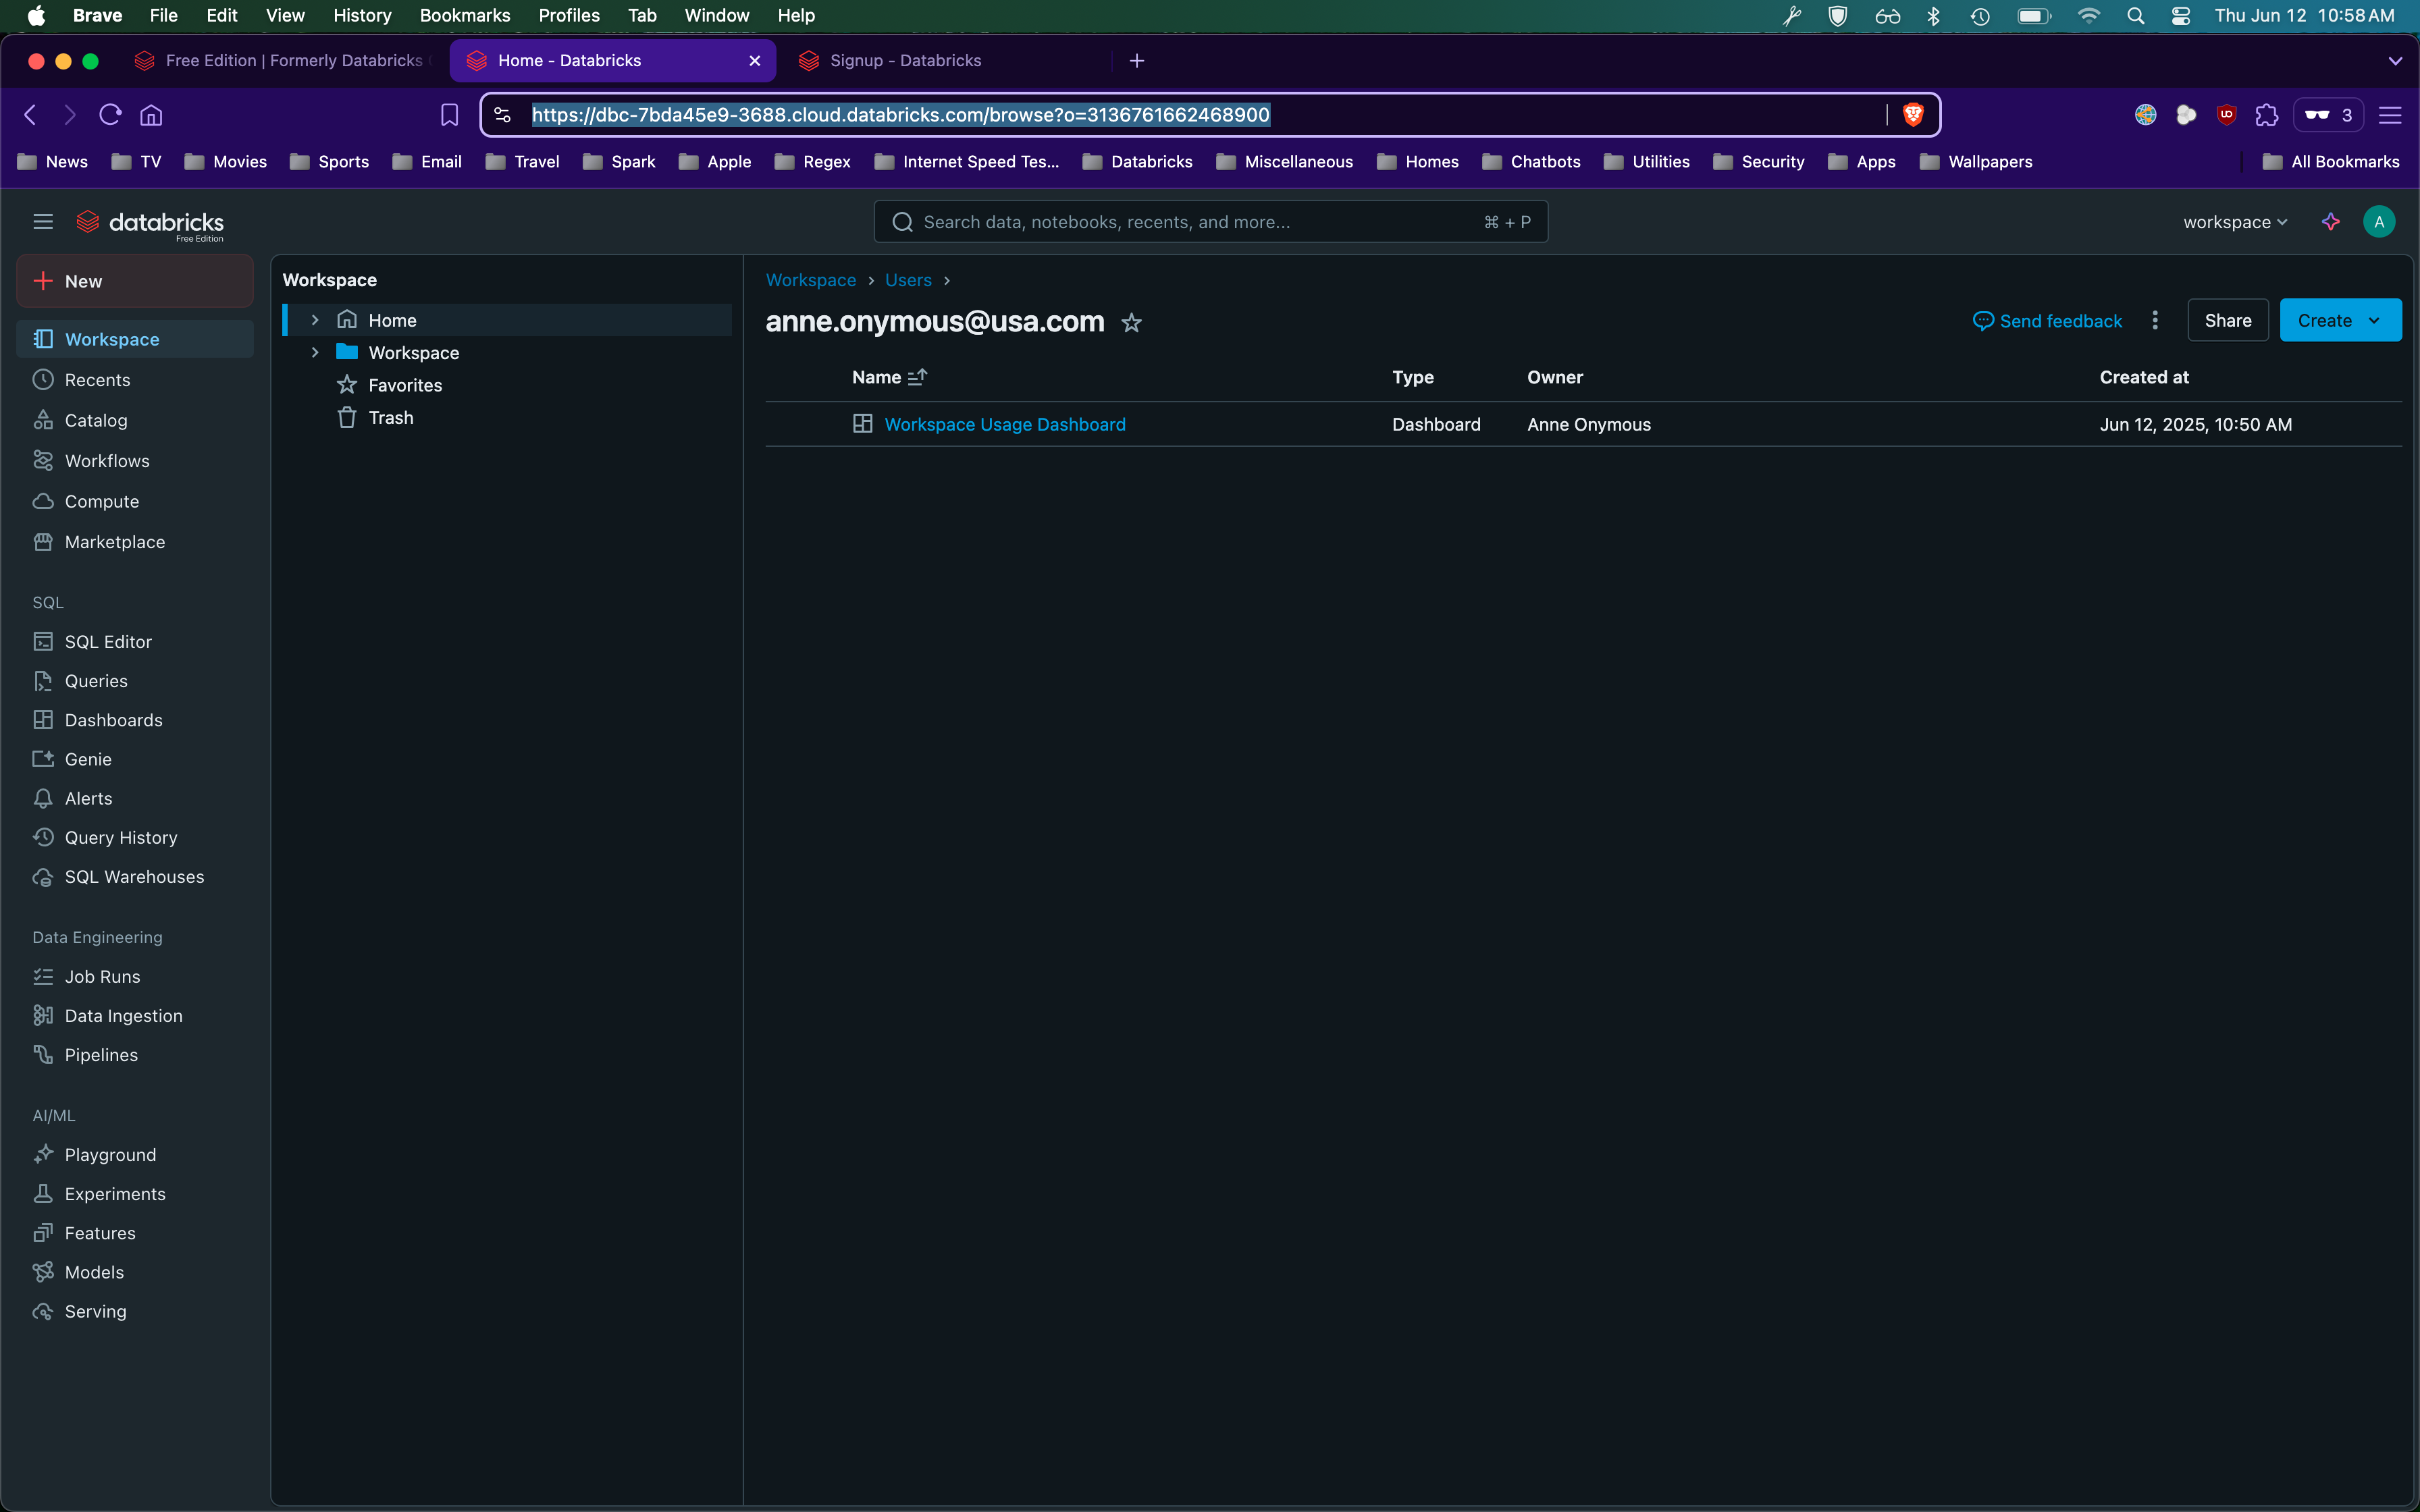 Brave File Edit View History Bookmarks Profiles Tab Window Help Thu Jun 12 10:58 AM
Free Edition | Formerly Databricks Home - Databricks Signup - Databricks
https://dbc-7bda45e9-3688.cloud.databricks.com/browse?o=3136761662468900 3
News TV Movies Sports Email Travel Spark Apple Regex Internet Speed Tes... Databricks Miscellaneous Homes Chatbots Utilities Security Apps Wallpapers All Bookmarks
databricks Search data, notebooks, recents, and more... ⌘ + P workspace A
Free Edition
New
Workspace
Recents
Catalog
Workflows
Compute
Marketplace
SQL
SQL Editor
Queries
Dashboards
Genie
Alerts
Query History
SQL Warehouses
Data Engineering
Job Runs
Data Ingestion
Pipelines
AI/ML
Playground
Experiments
Features
Models
Serving
Workspace
Home
Workspace
Favorites
Trash
Workspace > Users >
anne.onymous@usa.com Send feedback Share Create
Name Type Owner Created at
Workspace Usage Dashboard Dashboard Anne Onymous Jun 12, 2025, 10:50 AM